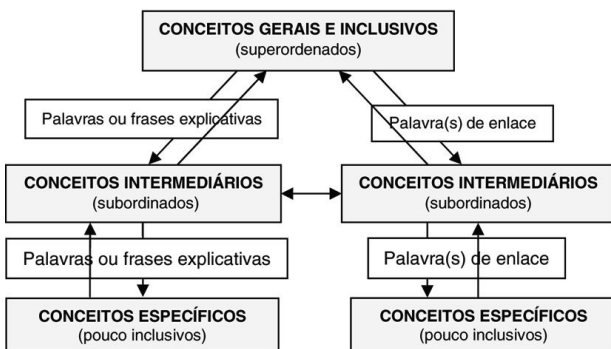 CONCEITOS GERAIS E INCLUSIVOS
(superordenados)
Palavras ou frases explicativas
Palavra(s) de enlace
CONCEITOS INTERMEDIÁRIOS
(subordinados)
CONCEITOS INTERMEDIÁRIOS
(subordinados)
Palavras ou frases explicativas
Palavra(s) de enlace
CONCEITOS ESPECÍFICOS
(pouco inclusivos)
CONCEITOS ESPECÍFICOS
(pouco inclusivos)